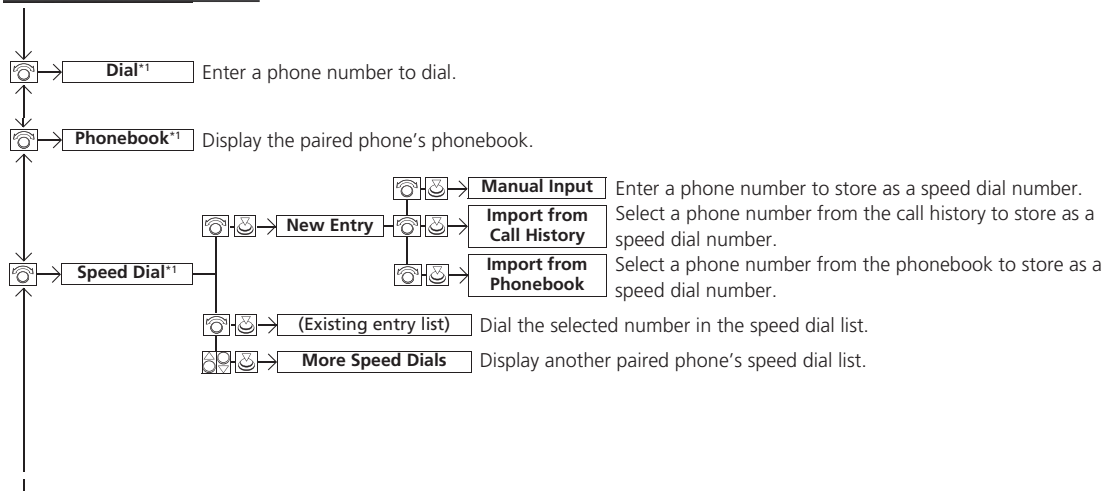 Dial*1 Enter a phone number to dial.
Phonebook*1 Display the paired phone's phonebook.
Manual Input Enter a phone number to store as a speed dial number.
New Entry
Import from
Call History
Select a phone number from the call history to store as a
speed dial number.
Speed Dial*1
Import from
Phonebook
Select a phone number from the phonebook to store as a
speed dial number.
(Existing entry list) Dial the selected number in the speed dial list.
More Speed Dials Display another paired phone's speed dial list.